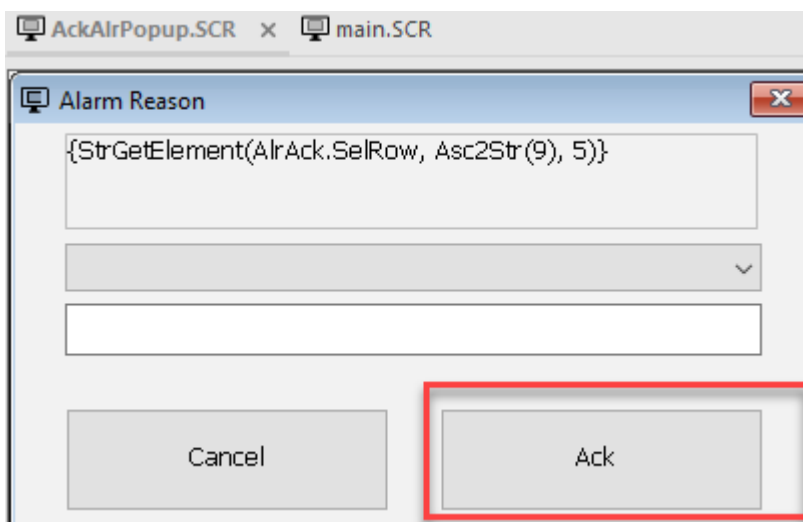 AckAlrPopup.SCR main.SCR
Alarm Reason
{StrGetElement(AlrAck.SelRow, Asc2Str(9), 5)}
Cancel Ack